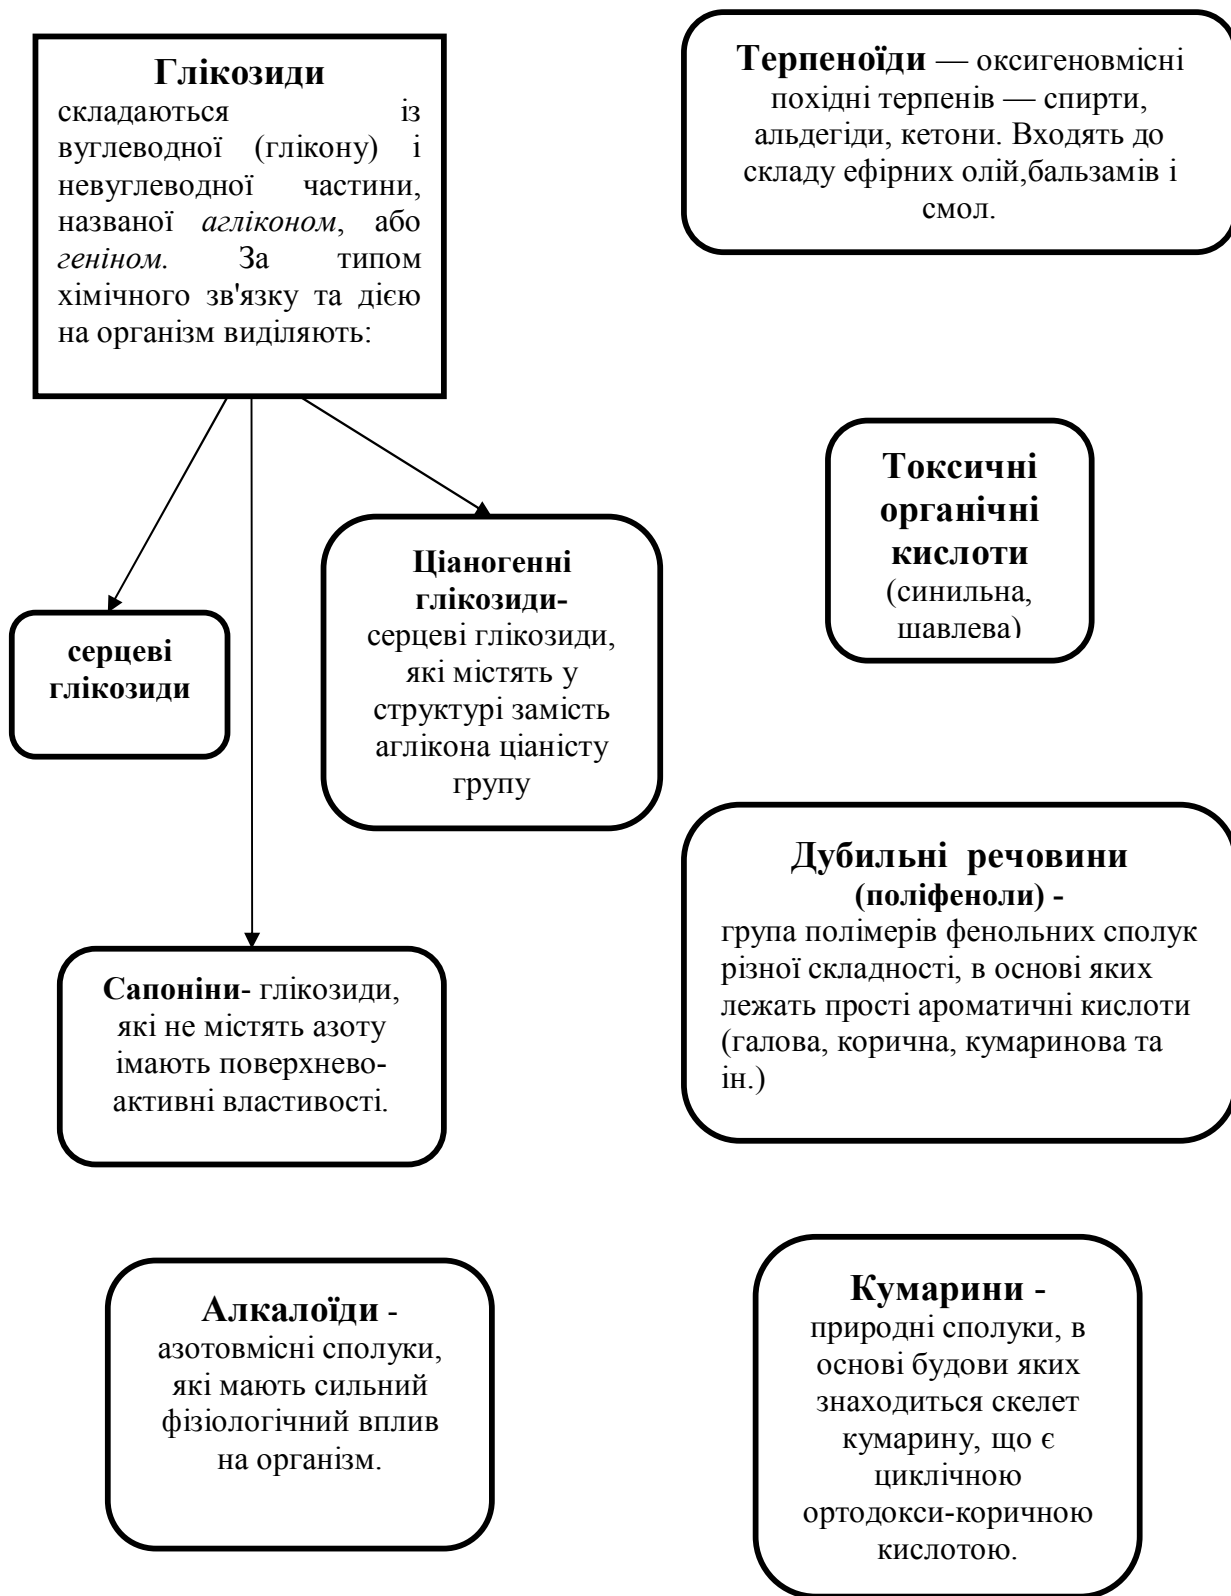 Глікозиди
складаються із
вуглеводної (глікону) і
невуглеводної частини,
названої агліконом, або
геніном. За типом
хімічного зв'язку та дією
на організм виділяють:
Терпеноїди — оксигеновмісні
похідні терпенів — спирти,
альдегіди, кетони. Входять до
складу ефірних олій,бальзамів і
смол.
Токсичні
органічні
кислоти
(синильна,
шавлева)
Ціаногенні
глікозиди-
серцеві глікозиди,
які містять у
структурі замість
аглікона ціаністу
групу
серцеві
глікозиди
Дубильні речовини
(поліфеноли) -
група полімерів фенольних сполук
різної складності, в основі яких
лежать прості ароматичні кислоти
(галова, корична, кумаринова та
ін.)
Сапоніни- глікозиди,
які не містять азоту
імають поверхнево-
активні властивості.
Алкалоїди -
азотовмісні сполуки,
які мають сильний
фізіологічний вплив
на організм.
Кумарини -
природні сполуки, в
основі будови яких
знаходиться скелет
кумарину, що є
циклічною
ортодокси-коричною
кислотою.